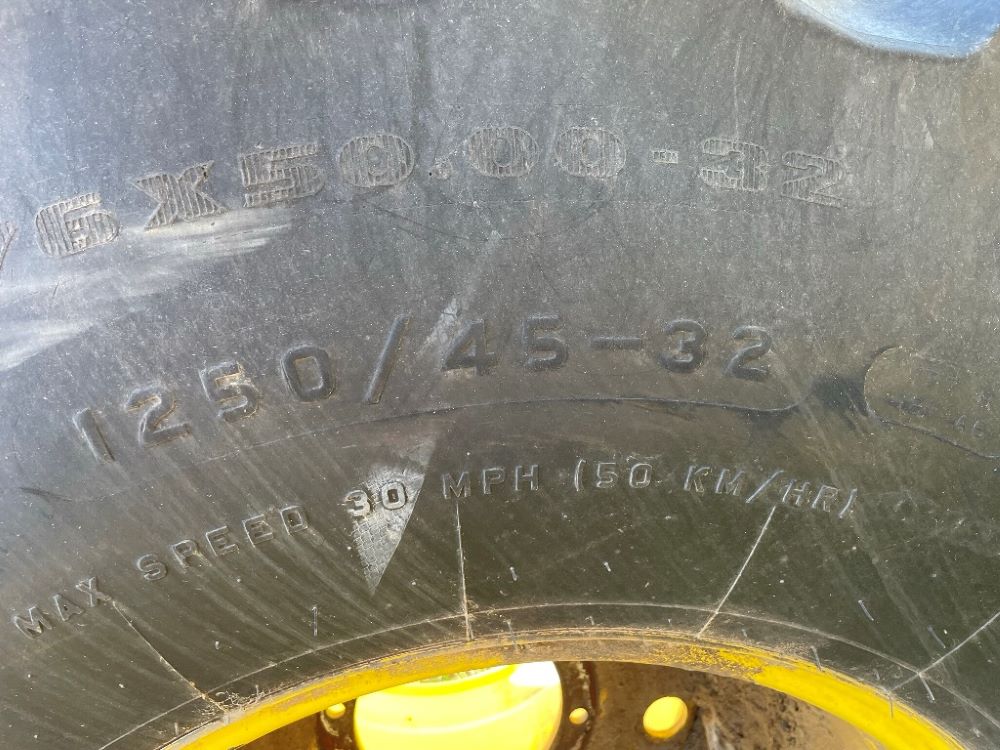 6X50.00-32
1250/45-32
MAX SPEED 30 MPH (50 KM/HR)